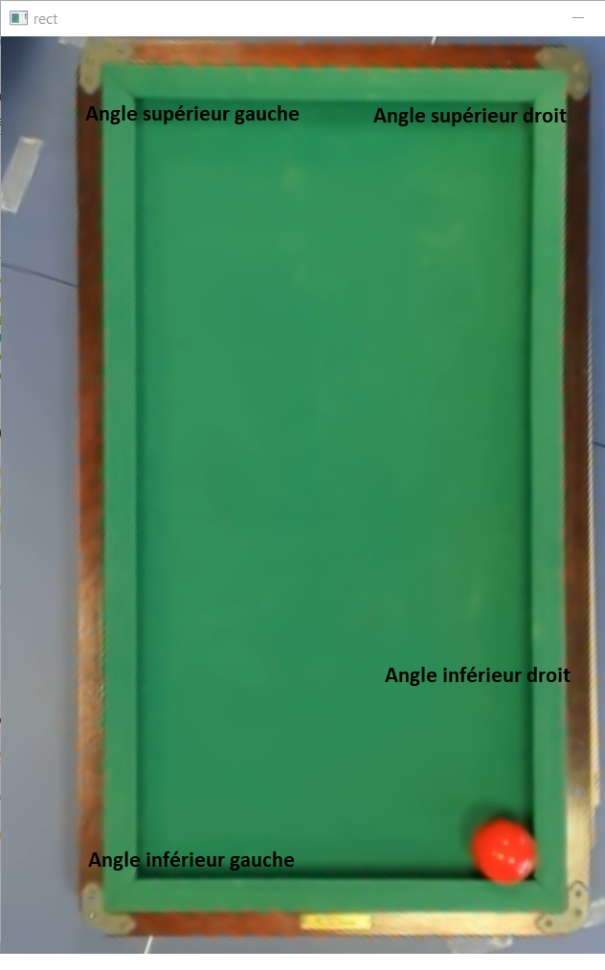 rect
Angle supérieur gauche
Angle supérieur droit
Angle inférieur droit
Angle inférieur gauche